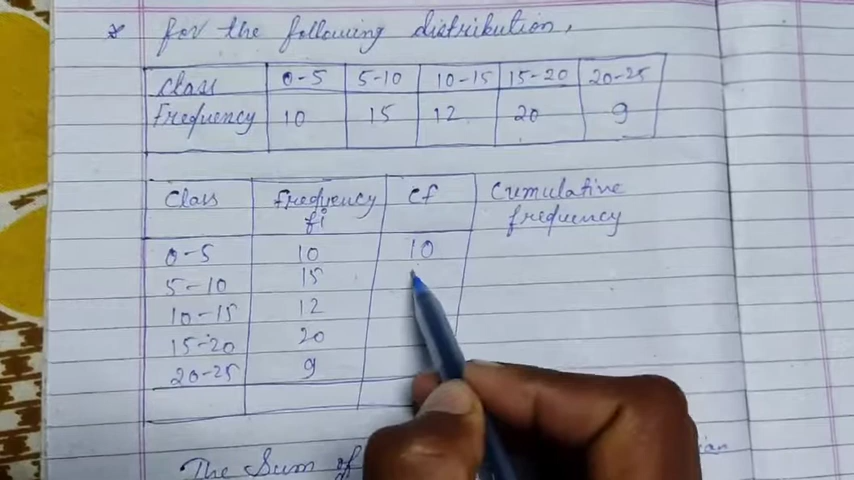 * for the following distribution,
Class 0-5 5-10 10-15 15-20 20-25
Frequency 10 15 12 20 9
Class Frequency fi cf Cumulative frequency
0-5 10 10
5-10 15
10-15 12
15-20 20
20-25 9
The Sum of